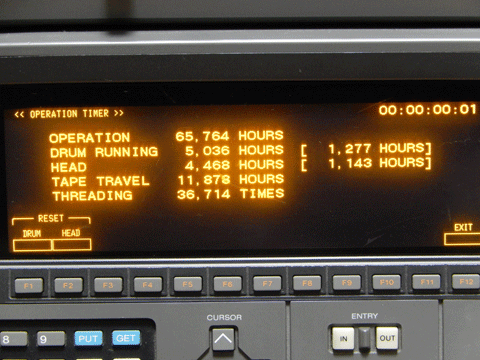 << OPERATION TIMER >> 00:00:00:01
OPERATION 65,764 HOURS
DRUM RUNNING 5,036 HOURS [ 1,277 HOURS]
HEAD 4,468 HOURS [ 1,143 HOURS]
TAPE TRAVEL 11,878 HOURS
THREADING 36,714 TIMES
RESET
DRUM HEAD EXIT
F1 F2 F3 F4 F5 F6 F7 F8 F9 F10 F11 F12
CURSOR ENTRY
8 9 PUT GET IN OUT